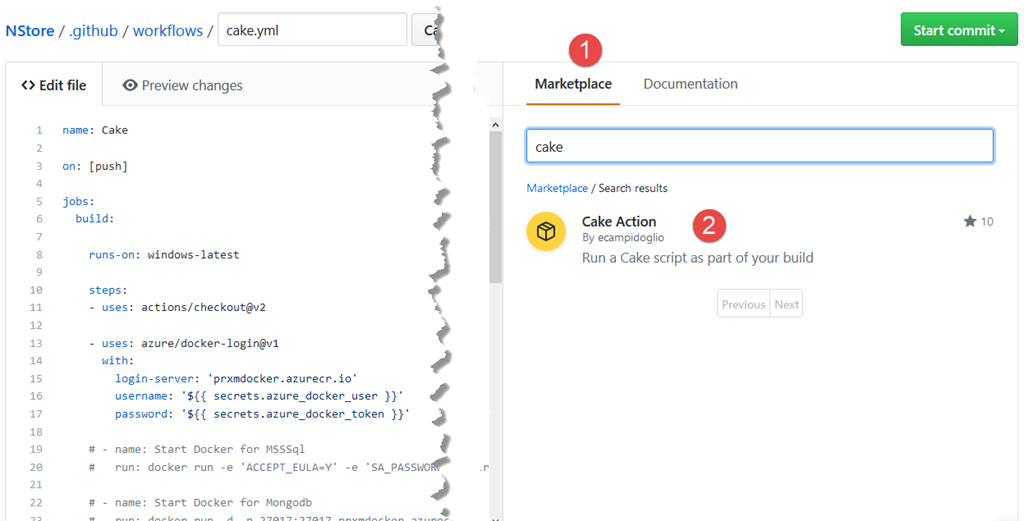 NStore / .github / workflows / cake.yml
Start commit
<> Edit file
Preview changes
1 name: Cake
2
3 on: [push]
4
5 jobs:
6 build:
7
8 runs-on: windows-latest
9
10 steps:
11 - uses: actions/checkout@v2
12
13 - uses: azure/docker-login@v1
14 with:
15 login-server: 'prxmdocker.azurecr.io'
16 username: '${{ secrets.azure_docker_user }}'
17 password: '${{ secrets.azure_docker_token }}'
18
19 # - name: Start Docker for MSSSql
20 # run: docker run -e 'ACCEPT_EULA=Y' -e
21
22 # - name: Start Docker for Mongodb
23 # run: docker run -d -p 27017:27017
1
Marketplace
Documentation
cake
Marketplace / Search results
Cake Action
2
10
By ecampidoglio
Run a Cake script as part of your build
Previous
Next